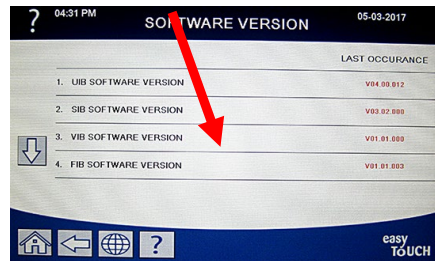 ?
04:31 PM
SOFTWARE VERSION
05-03-2017
LAST OCCURANCE
1. UIB SOFTWARE VERSION V04.00.012
2. SIB SOFTWARE VERSION V03.02.000
3. VIB SOFTWARE VERSION V01.01.000
4. FIB SOFTWARE VERSION V01.01.003
?
easy
TOUCH